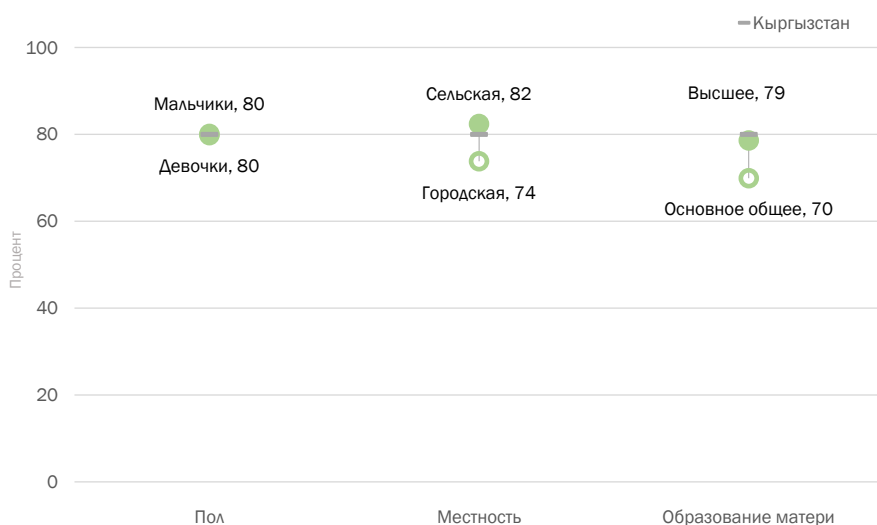 Кыргызстан
100
Мальчики, 80
Сельская, 82
Высшее, 79
80
Девочки, 80
Городская, 74
Основное общее, 70
60
Процент
40
20
0
Пол
Местность
Образование матери